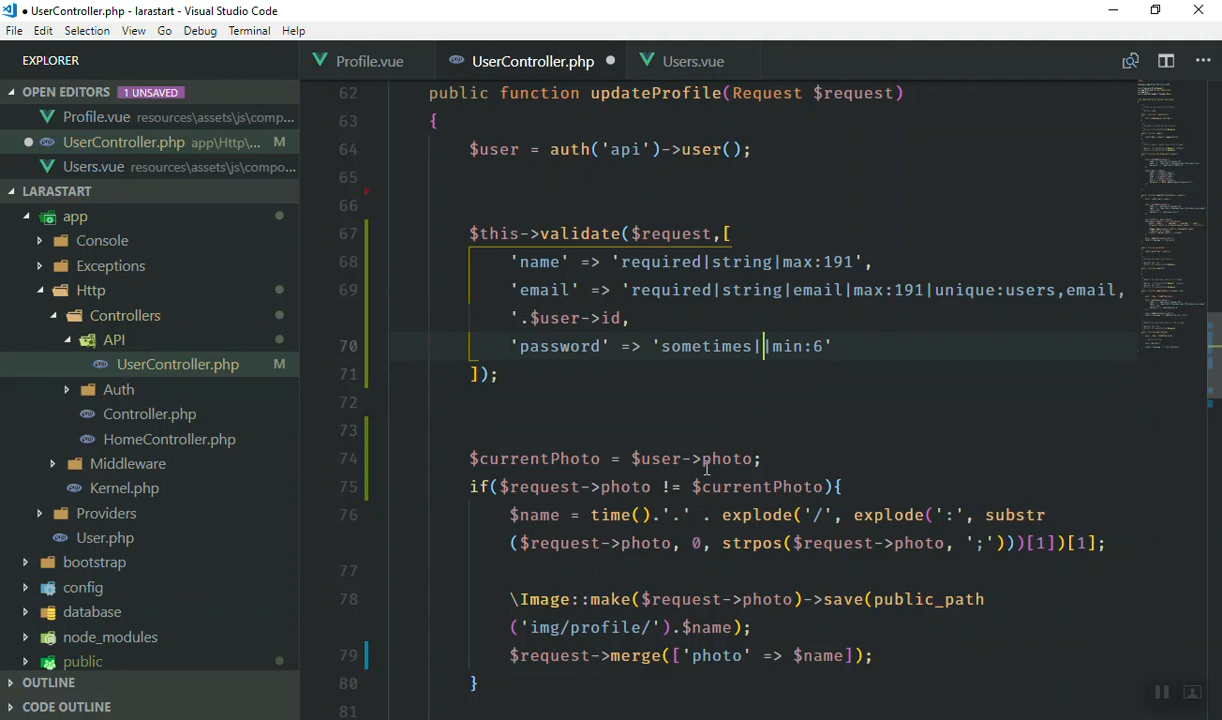 UserController.php - larastart - Visual Studio Code
File Edit Selection View Go Debug Terminal Help
EXPLORER
Profile.vue
UserController.php
Users.vue
OPEN EDITORS 1 UNSAVED
Profile.vue resources\assets\js\comp...
UserController.php app\Http\... M
Users.vue resources\assets\js\compo...
LARASTART
app
Console
Exceptions
Http
Controllers
API
UserController.php M
Auth
Controller.php
HomeController.php
Middleware
Kernel.php
Providers
User.php
bootstrap
config
database
node_modules
public
OUTLINE
CODE OUTLINE
62 public function updateProfile(Request $request)
63 {
64 $user = auth('api')->user();
65
66
67 $this->validate($request,[
68 'name' => 'required|string|max:191',
69 'email' => 'required|string|email|max:191|unique:users,email,
'.$user->id,
70 'password' => 'sometimes||min:6'
71 ]);
72
73
74 $currentPhoto = $user->photo;
75 if($request->photo != $currentPhoto){
76 $name = time().'.' . explode('/', explode(':', substr
($request->photo, 0, strpos($request->photo, ';')))[1])[1];
77
78 \Image::make($request->photo)->save(public_path
('img/profile/').$name);
79 $request->merge(['photo' => $name]);
80 }
81